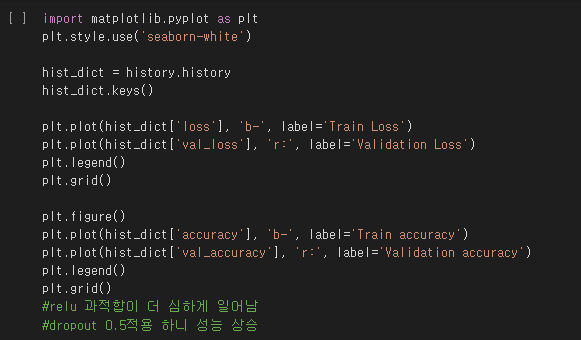 [ ] import matplotlib.pyplot as plt
plt.style.use('seaborn-white')
hist_dict = history.history
hist_dict.keys()
plt.plot(hist_dict['loss'], 'b-', label='Train Loss')
plt.plot(hist_dict['val_loss'], 'r:', label='Validation Loss')
plt.legend()
plt.grid()
plt.figure()
plt.plot(hist_dict['accuracy'], 'b-', label='Train accuracy')
plt.plot(hist_dict['val_accuracy'], 'r:', label='Validation accuracy')
plt.legend()
plt.grid()
#relu 과적합이 더 심하게 일어남
#dropout 0.5적용 하니 성능 상승